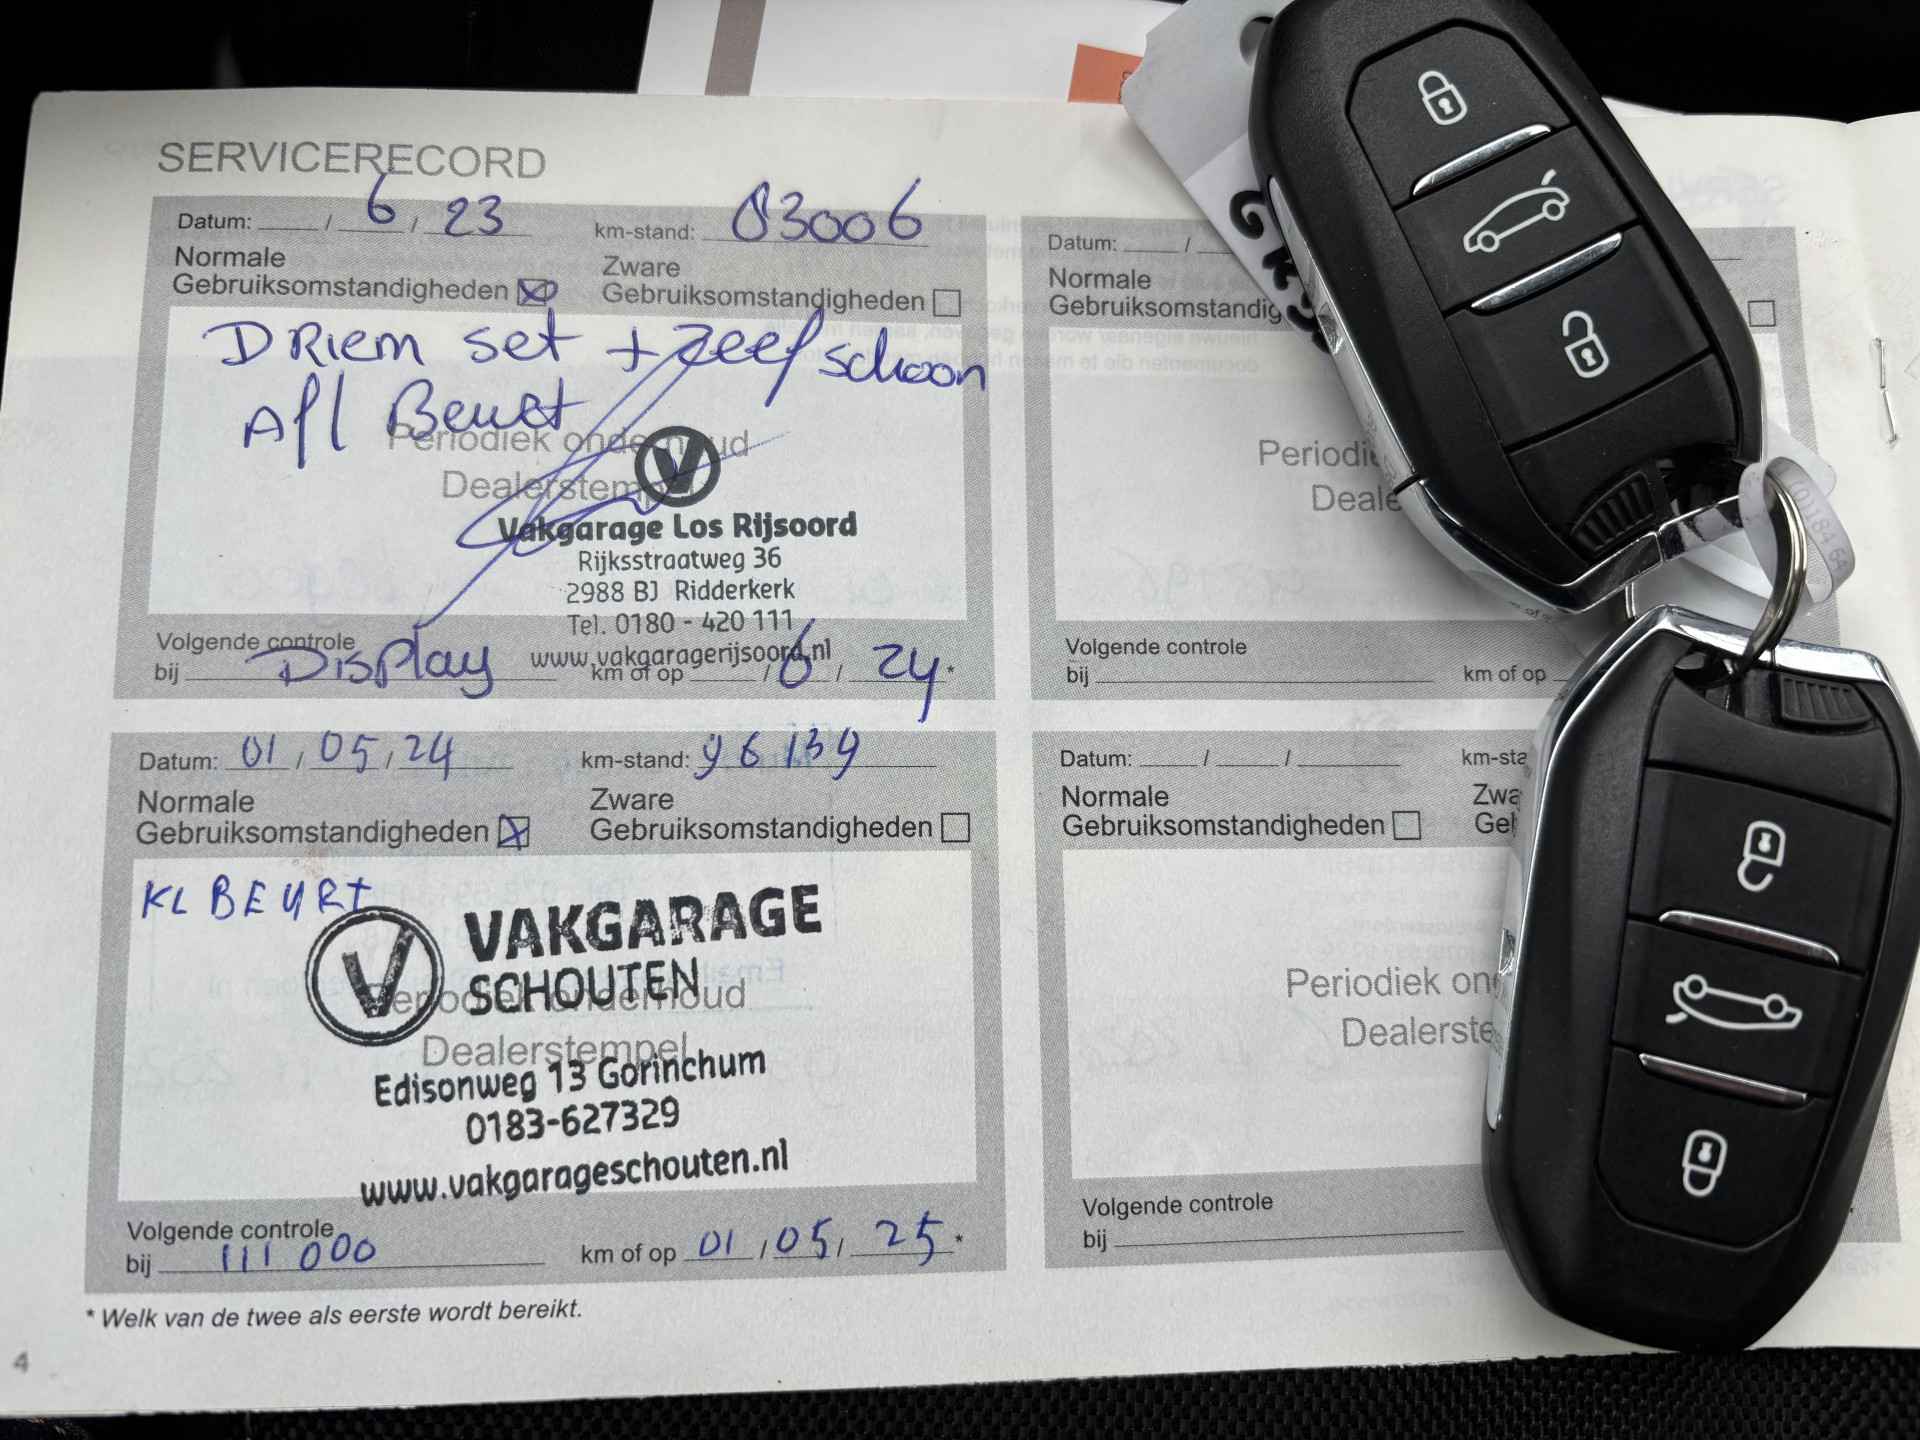 SERVICERECORD
Datum: / 6 / 23 km-stand: 83006
Normale
Gebruiksomstandigheden
Zware
Gebruiksomstandigheden
DRiem set + zeef schoon
Afl Beurt
Periodiek onderhoud
Dealerstempel
Vakgarage Los Rijsoord
Rijksstraatweg 36
2988 BJ Ridderkerk
Tel. 0180 - 420 111
www.vakgaragerijsoord.nl
Volgende controle
bij Display km of op / 6 / 24 *
Datum: 01 / 05 / 24 km-stand: 96139
Normale
Gebruiksomstandigheden
Zware
Gebruiksomstandigheden
KL BEURT
V VAKGARAGE
SCHOUTEN
Periodiek onderhoud
Dealerstempel
Edisonweg 13 Gorinchum
0183-627329
www.vakgarageschouten.nl
Volgende controle
bij 111 000 km of op 01 / 05 / 25 *
* Welk van de twee als eerste wordt bereikt.
4
Datum: /
Normale
Gebruiksomstandig
Periodi
Deale
Volgende controle
bij km of op
Datum: / / km-sta
Normale
Gebruiksomstandigheden
Zwa
Geb
Periodiek on
Dealerste
Volgende controle
bij